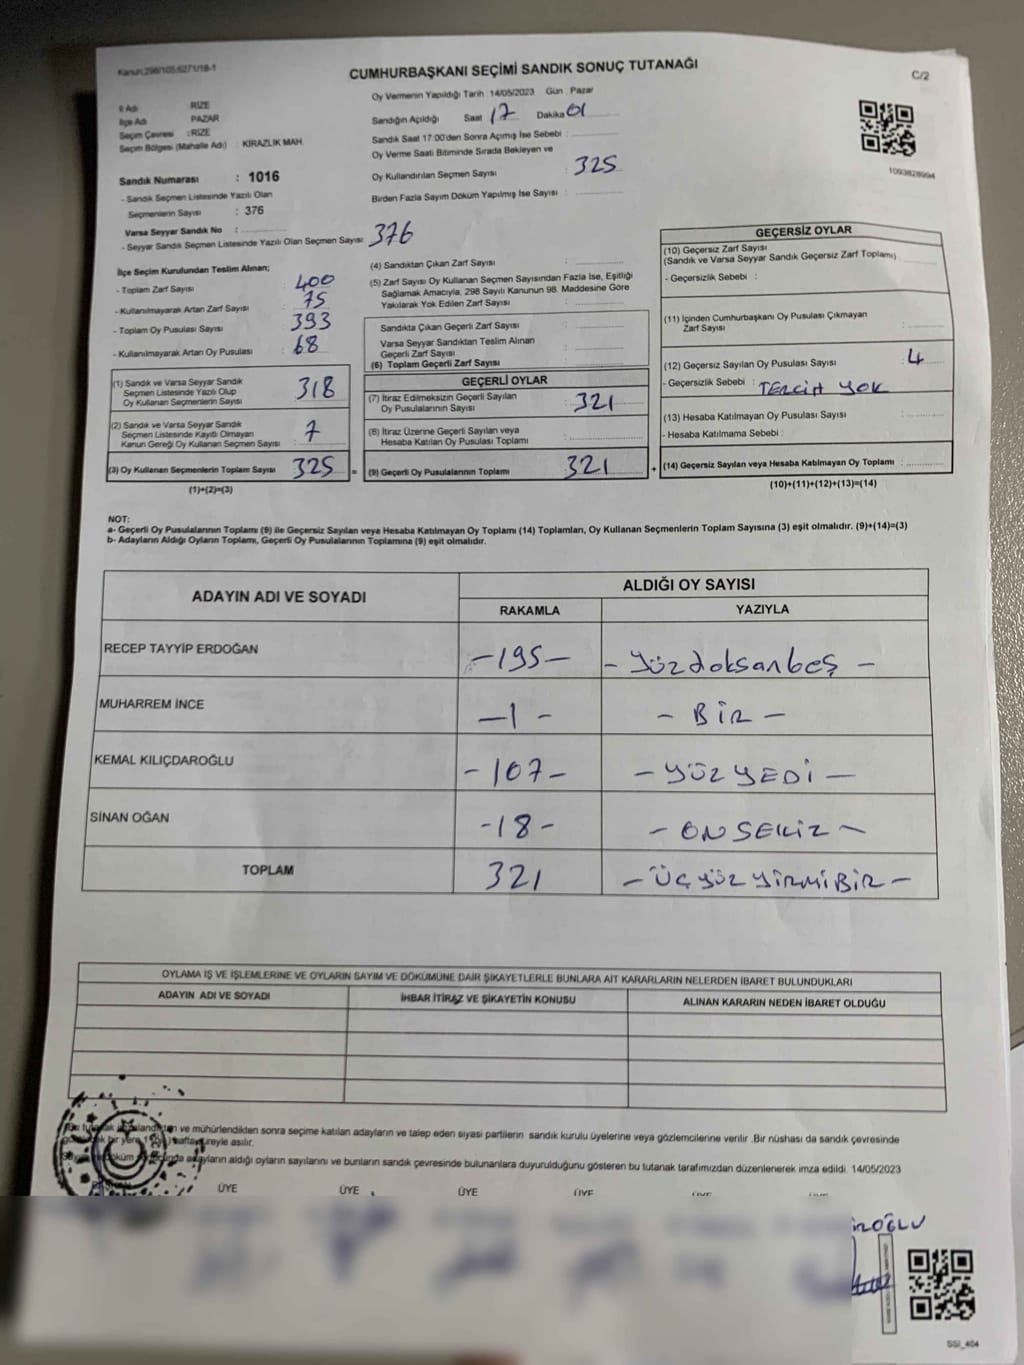 Kanun:298/105;6271/18-1
CUMHURBAŞKANI SEÇİMİ SANDIK SONUÇ TUTANAĞI
C/2
İl Adı : RİZE
İlçe Adı : PAZAR
Seçim Çevresi : RİZE
Seçim Bölgesi (Mahalle Adı) : KİRAZLIK MAH.
Oy Vermenin Yapıldığı Tarih : 14/05/2023 Gün : Pazar
Sandığın Açıldığı Saat 17 Dakika 01
Sandık Saat 17:00'den Sonra Açımış İse Sebebi :
Oy Verme Saati Bitiminde Sırada Bekleyen ve
Oy Kullandırılan Seçmen Sayısı : 325
Birden Fazla Sayım Döküm Yapılmış İse Sayısı :
1093828994
Sandık Numarası : 1016
- Sandık Seçmen Listesinde Yazılı Olan
Seçmenlerin Sayısı : 376
Varsa Seyyar Sandık No :
- Seyyar Sandık Seçmen Listesinde Yazılı Olan Seçmen Sayısı: 376
İlçe Seçim Kurulundan Teslim Alınan;
- Toplam Zarf Sayısı : 400
- Kullanılmayarak Artan Zarf Sayısı : 75
- Toplam Oy Pusulası Sayısı : 393
- Kullanılmayarak Artan Oy Pusulası : 68
(1) Sandık ve Varsa Seyyar Sandık
Seçmen Listesinde Yazılı Olup
Oy Kullanan Seçmenlerin Sayısı : 318
(2) Sandık ve Varsa Seyyar Sandık
Seçmen Listesinde Kayıtlı Olmayan
Kanun Gereği Oy Kullanan Seçmen Sayısı : 7
(3) Oy Kullanan Seçmenlerin Toplam Sayısı : 325
(1)+(2)=(3)
(4) Sandıktan Çıkan Zarf Sayısı :
(5) Zarf Sayısı Oy Kullanan Seçmen Sayısından Fazla İse, Eşitliği
Sağlamak Amacıyla, 298 Sayılı Kanunun 98. Maddesine Göre
Yakılarak Yok Edilen Zarf Sayısı :
Sandıkta Çıkan Geçerli Zarf Sayısı :
Varsa Seyyar Sandıktan Teslim Alınan
Geçerli Zarf Sayısı :
(6) Toplam Geçerli Zarf Sayısı :
GEÇERLİ OYLAR
(7) İtiraz Edilmeksizin Geçerli Sayılan
Oy Pusulalarının Sayısı : 321
(8) İtiraz Üzerine Geçerli Sayılan veya
Hesaba Katılan Oy Pusulası Toplamı :
= (9) Geçerli Oy Pusulalarının Toplamı : 321 +
GEÇERSİZ OYLAR
(10) Geçersiz Zarf Sayısı
(Sandık ve Varsa Seyyar Sandık Geçersiz Zarf Toplamı)
- Geçersizlik Sebebi :
(11) İçinden Cumhurbaşkanı Oy Pusulası Çıkmayan
Zarf Sayısı :
(12) Geçersiz Sayılan Oy Pusulası Sayısı : 4
- Geçersizlik Sebebi : TERCİH YOK
(13) Hesaba Katılmayan Oy Pusulası Sayısı :
- Hesaba Katılmama Sebebi :
(14) Geçersiz Sayılan veya Hesaba Katılmayan Oy Toplamı :
(10)+(11)+(12)+(13)=(14)
NOT:
a- Geçerli Oy Pusulalarının Toplamı (9) ile Geçersiz Sayılan veya Hesaba Katılmayan Oy Toplamı (14) Toplamları, Oy Kullanan Seçmenlerin Toplam Sayısına (3) eşit olmalıdır. (9)+(14)=(3)
b- Adayların Aldığı Oyların Toplamı, Geçerli Oy Pusulalarının Toplamına (9) eşit olmalıdır.
ADAYIN ADI VE SOYADI
ALDIĞI OY SAYISI
RAKAMLA YAZIYLA
RECEP TAYYİP ERDOĞAN -195- - Yüzdoksanbeş -
MUHARREM İNCE -1- - BİR -
KEMAL KILIÇDAROĞLU -107- - YÜZYEDİ -
SİNAN OĞAN -18- - ONSEKİZ -
TOPLAM 321 - ÜÇYÜZYİRMİBİR -
OYLAMA İŞ VE İŞLEMLERİNE VE OYLARIN SAYIM VE DÖKÜMÜNE DAİR ŞİKAYETLERLE BUNLARA AİT KARARLARIN NELERDEN İBARET BULUNDUKLARI
ADAYIN ADI VE SOYADI İHBAR İTİRAZ VE ŞİKAYETİN KONUSU ALINAN KARARIN NEDEN İBARET OLDUĞU
ve mühürlendikten sonra seçime katılan adayların ve talep eden siyasi partilerin sandık kurulu üyelerine veya gözlemcilerine verilir .Bir nüshası da sandık çevresinde
bir yere süreyle asılır.
adayların aldığı oyların sayılarını ve bunların sandık çevresinde bulunanlara duyurulduğunu gösteren bu tutanak tarafımızdan düzenlenerek imza edildi. 14/05/2023
ÜYE ÜYE ÜYE ÜYE ÜYE ÜYE
SSI_404